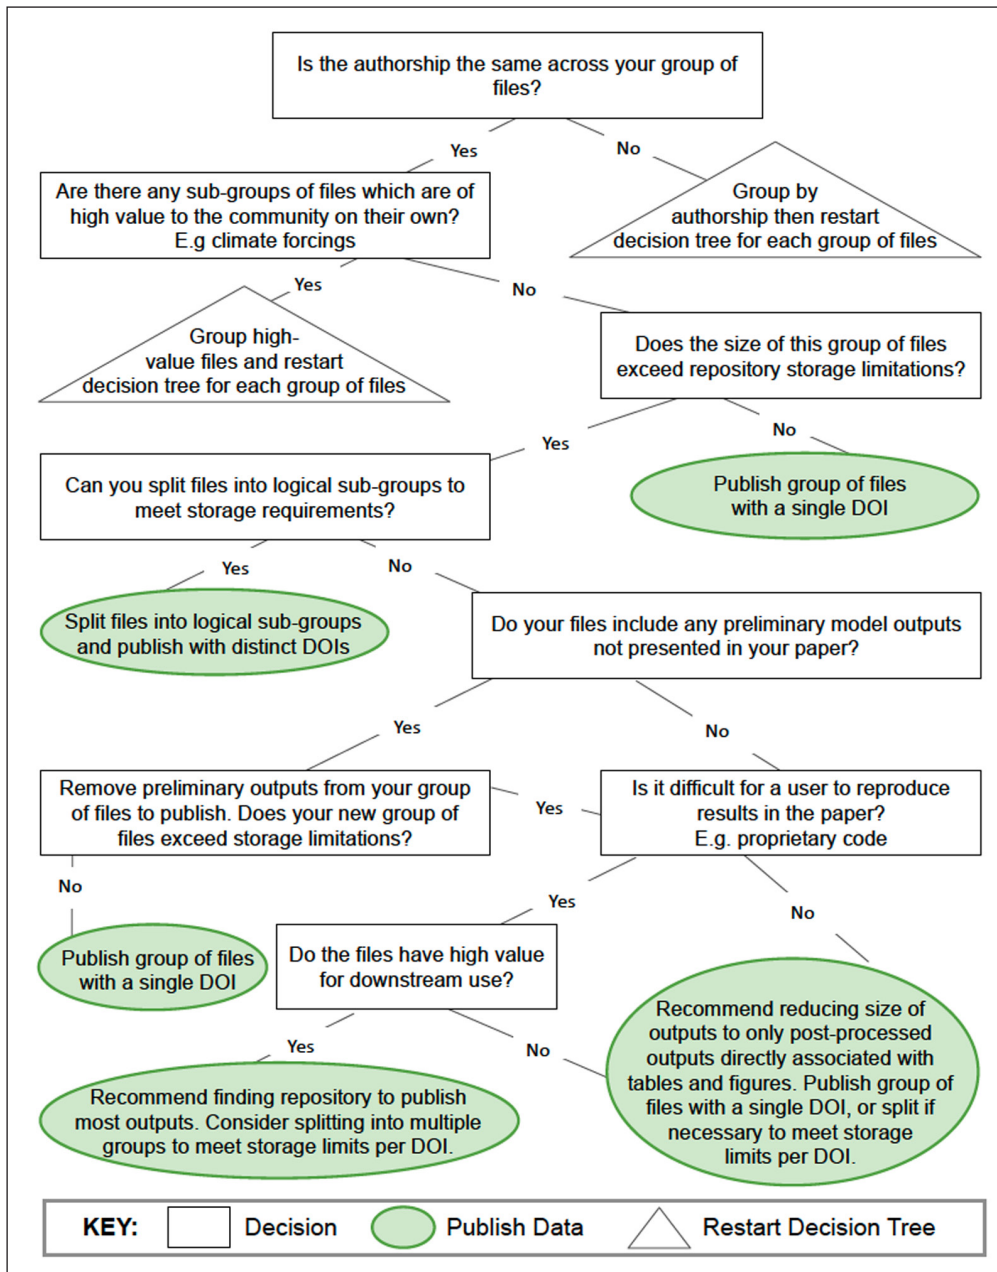 Is the authorship the same across your group of
files?
Yes
No
Are there any sub-groups of files which are of
high value to the community on their own?
E.g climate forcings
Group by
authorship then restart
decision tree for each group of files
Yes
No
Group high-
value files and restart
decision tree for each group of files
Does the size of this group of files
exceed repository storage limitations?
Yes
No
Can you split files into logical sub-groups to
meet storage requirements?
Publish group of files
with a single DOI
Yes
No
Split files into logical sub-groups
and publish with distinct DOIs
Do your files include any preliminary model outputs
not presented in your paper?
Yes
No
Remove preliminary outputs from your group
of files to publish. Does your new group of
files exceed storage limitations?
Yes
Is it difficult for a user to reproduce
results in the paper?
E.g. proprietary code
No
Yes
No
Publish group of files
with a single DOI
Do the files have high value
for downstream use?
Yes
No
Recommend reducing size of
outputs to only post-processed
outputs directly associated with
tables and figures. Publish group of
files with a single DOI, or split if
necessary to meet storage
limits per DOI.
Recommend finding repository to publish
most outputs. Consider splitting into multiple
groups to meet storage limits per DOI.
KEY:
Decision
Publish Data
Restart Decision Tree